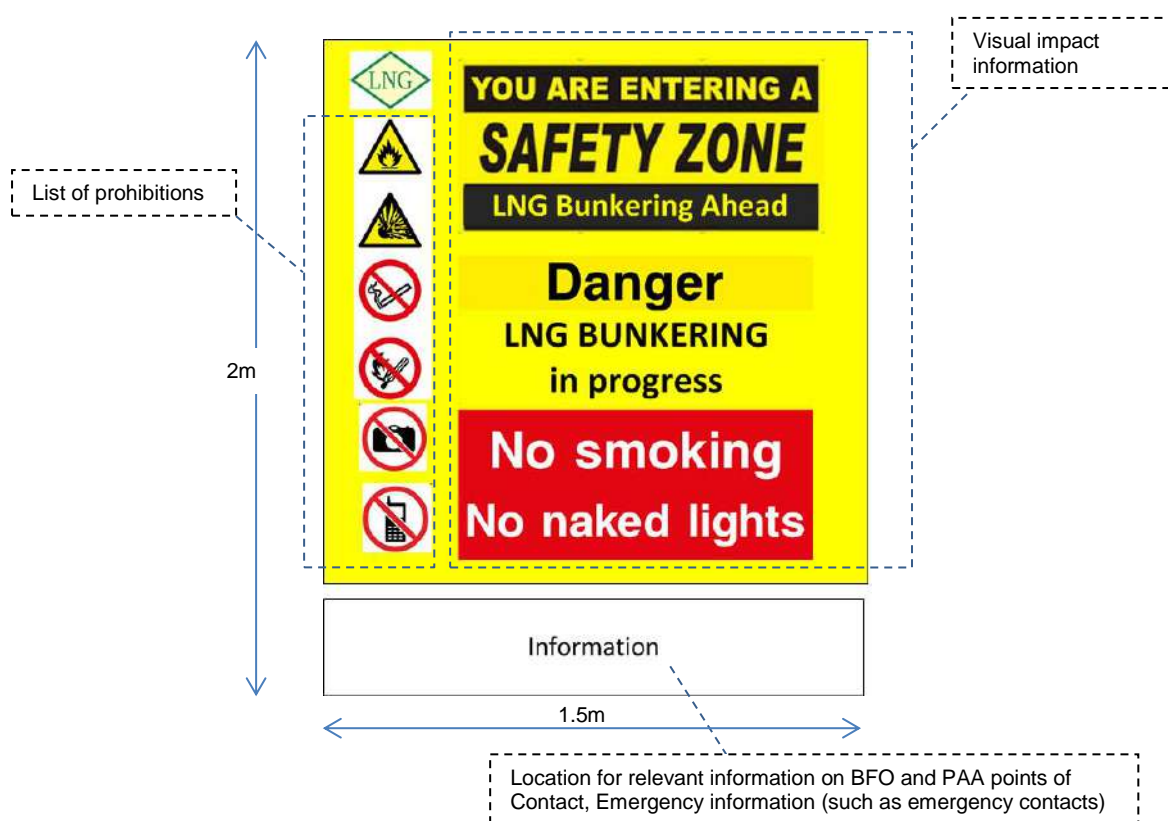 Visual impact
information
LNG
YOU ARE ENTERING A
SAFETY ZONE
LNG Bunkering Ahead
List of prohibitions
Danger
LNG BUNKERING
in progress
2m
No smoking
No naked lights
Information
1.5m
Location for relevant information on BFO and PAA points of
Contact, Emergency information (such as emergency contacts)